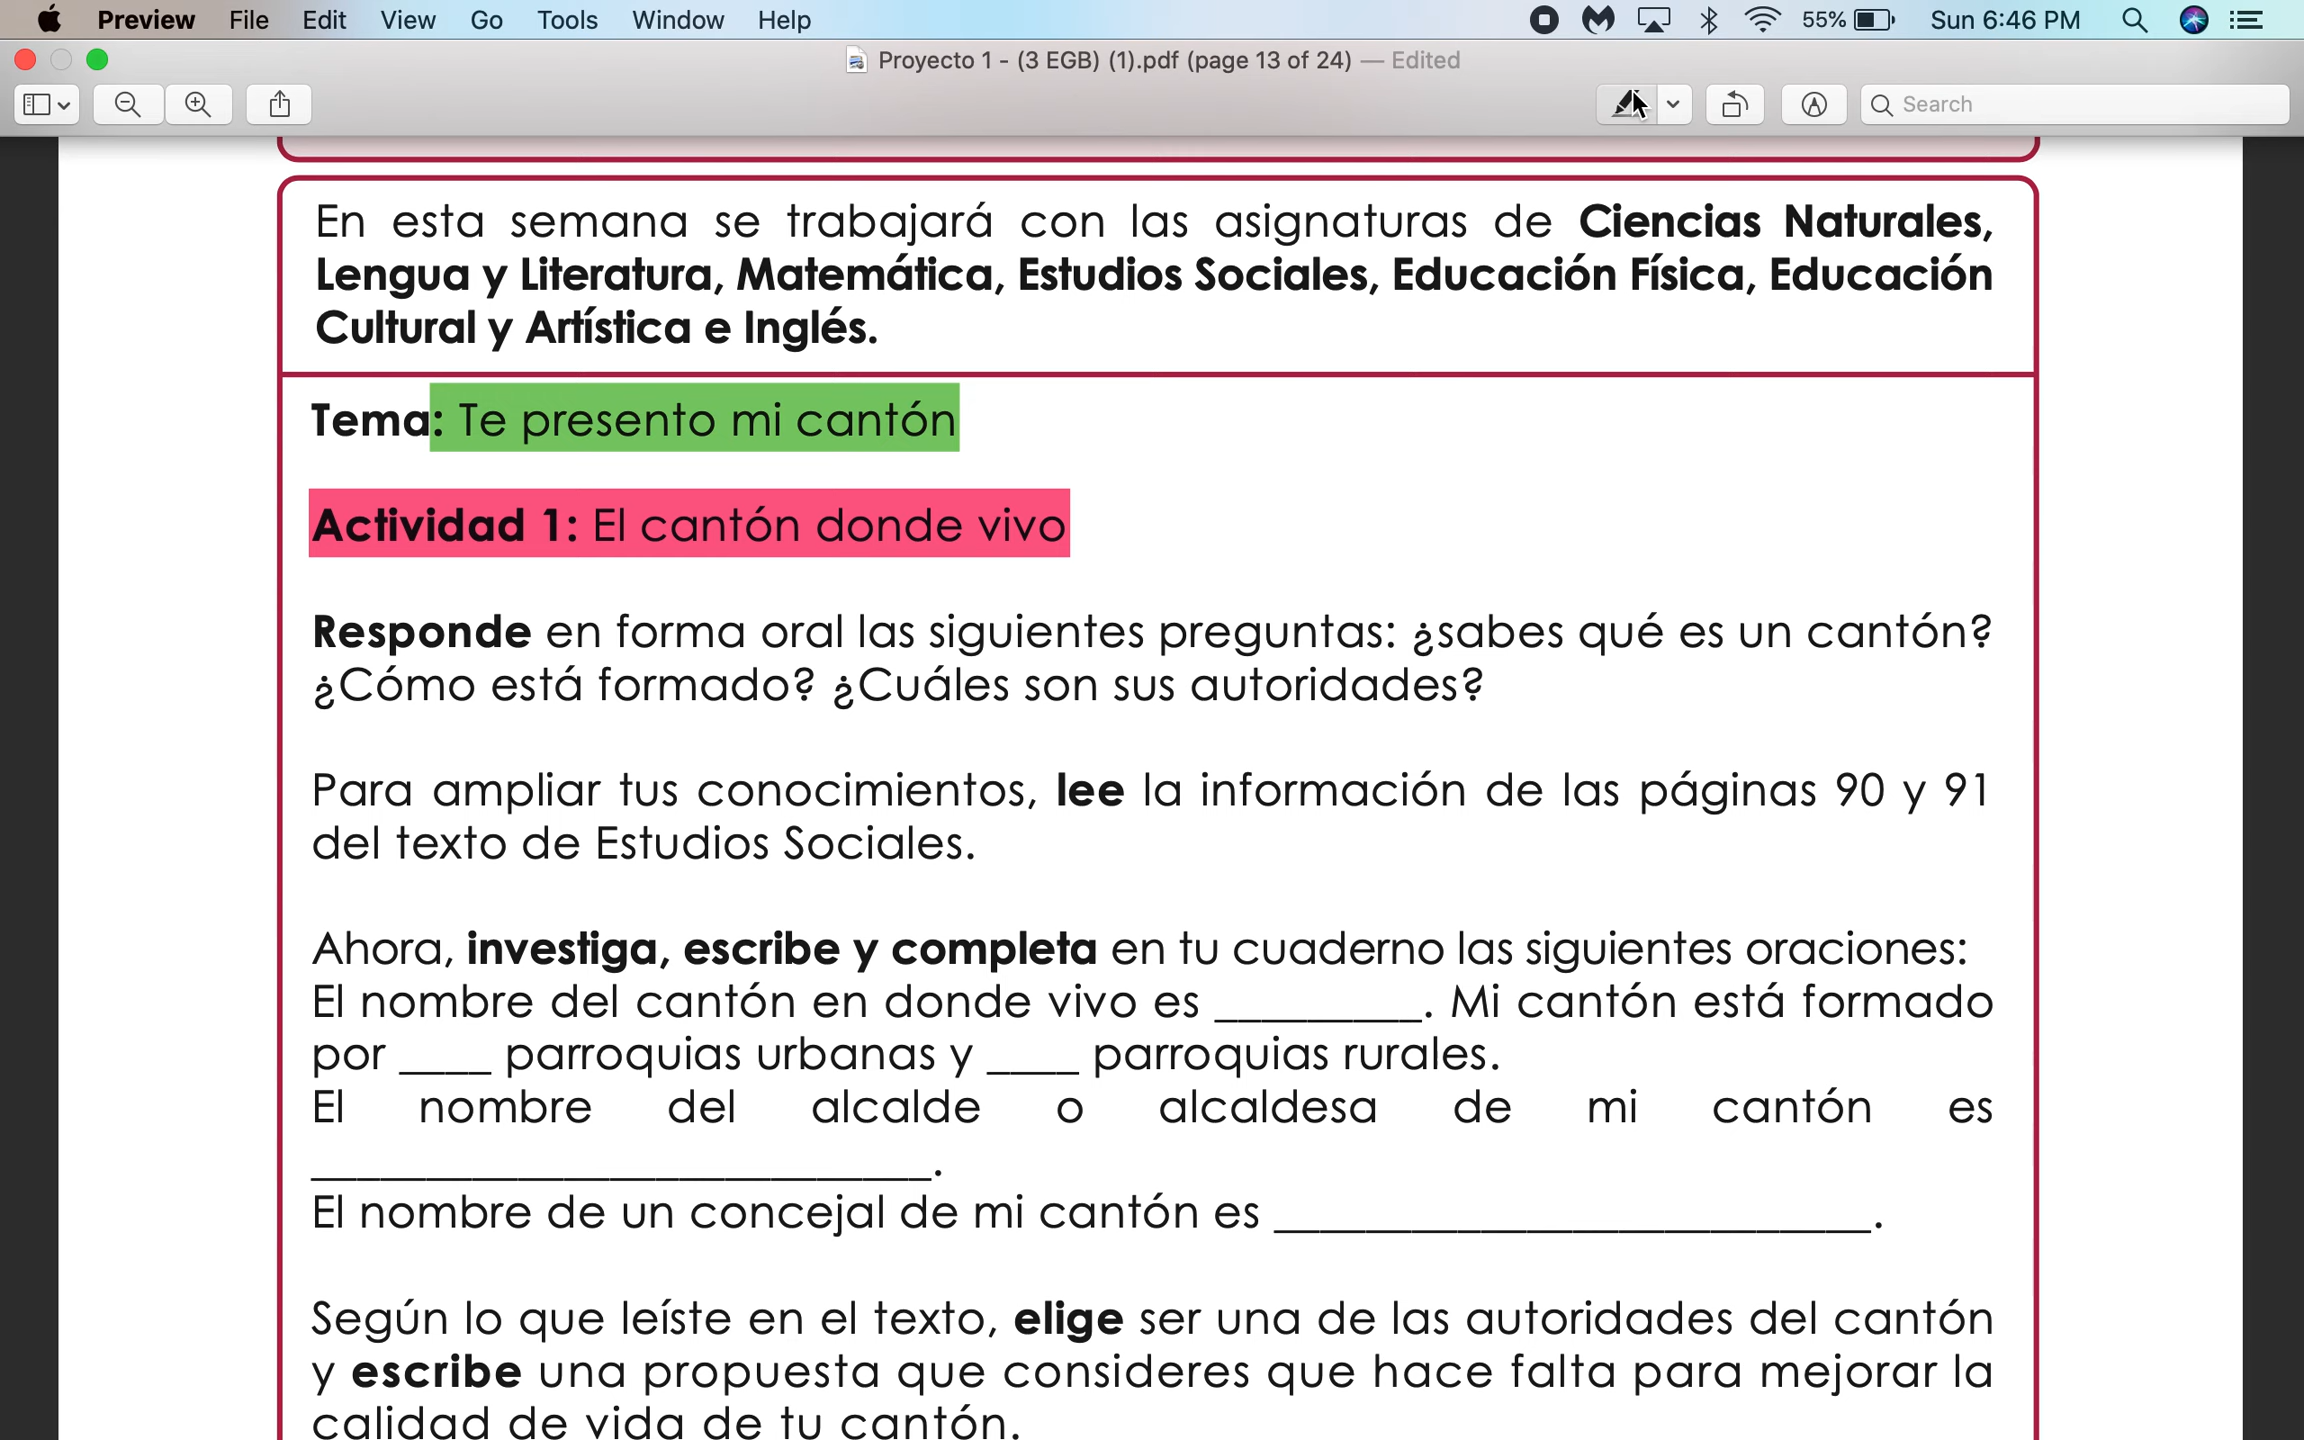 Preview File Edit View Go Tools Window Help 55% Sun 6:46 PM
Proyecto 1 - (3 EGB) (1).pdf (page 13 of 24) — Edited
Search
En esta semana se trabajará con las asignaturas de Ciencias Naturales,
Lengua y Literatura, Matemática, Estudios Sociales, Educación Física, Educación
Cultural y Artística e Inglés.
Tema: Te presento mi cantón
Actividad 1: El cantón donde vivo
Responde en forma oral las siguientes preguntas: ¿sabes qué es un cantón?
¿Cómo está formado? ¿Cuáles son sus autoridades?
Para ampliar tus conocimientos, lee la información de las páginas 90 y 91
del texto de Estudios Sociales.
Ahora, investiga, escribe y completa en tu cuaderno las siguientes oraciones:
El nombre del cantón en donde vivo es _________. Mi cantón está formado
por ____ parroquias urbanas y ____ parroquias rurales.
El nombre del alcalde o alcaldesa de mi cantón es
___________________________.
El nombre de un concejal de mi cantón es __________________________.
Según lo que leíste en el texto, elige ser una de las autoridades del cantón
y escribe una propuesta que consideres que hace falta para mejorar la
calidad de vida de tu cantón.